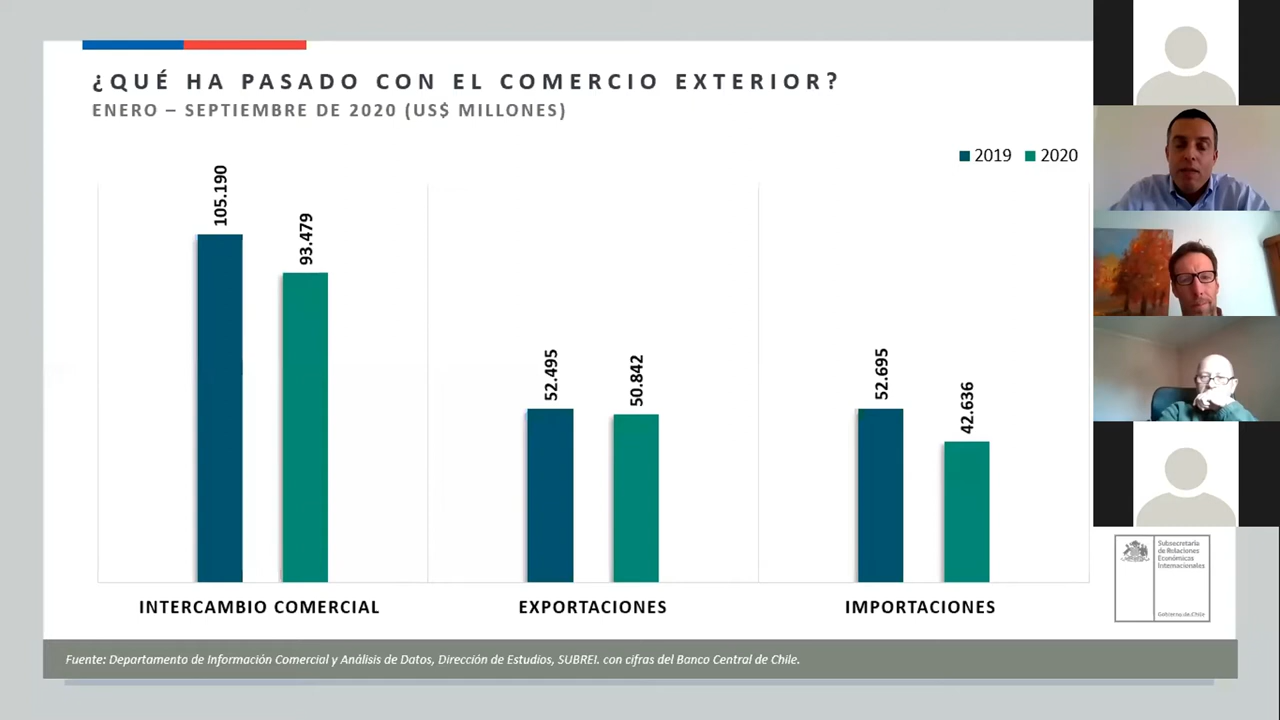 ¿QUÉ HA PASADO CON EL COMERCIO EXTERIOR?
ENERO – SEPTIEMBRE DE 2020 (US$ MILLONES)
2019 2020
105.190
93.479
52.495
50.842
52.695
42.636
INTERCAMBIO COMERCIAL EXPORTACIONES IMPORTACIONES
Subsecretaría
de Relaciones
Económicas
Internacionales
Gobierno de Chile
Fuente: Departamento de Información Comercial y Análisis de Datos, Dirección de Estudios, SUBREI. con cifras del Banco Central de Chile.